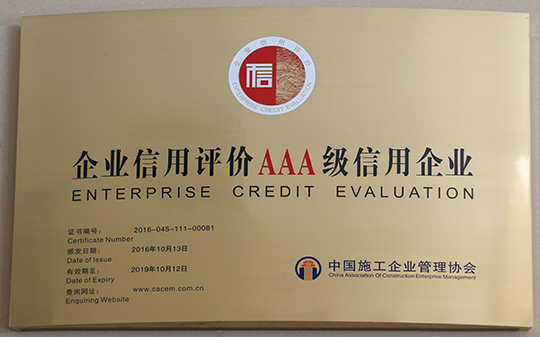 企业信用评价
信
ENTERPRISE CREDIT EVALUATION
企业信用评价AAA级信用企业
ENTERPRISE CREDIT EVALUATION
证书编号: 2016-045-111-00081
Certificate Number
颁发日期: 2016年10月13日
Date of Issue
有效期至: 2019年10月12日
Date of Expiry
查询网址: www.cacem.com.cn
Enquiring Website
中国施工企业管理协会
China Association Of Construction Enterprise Management